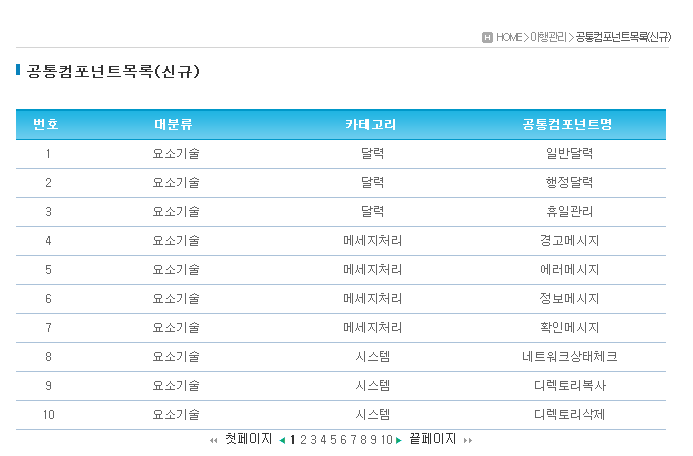 H HOME > 이행관리 > 공통컴포넌트목록(신규)
공통컴포넌트목록(신규)
번호 대분류 카테고리 공통컴포넌트명
1 요소기술 달력 일반달력
2 요소기술 달력 행정달력
3 요소기술 달력 휴일관리
4 요소기술 메세지처리 경고메시지
5 요소기술 메세지처리 에러메시지
6 요소기술 메세지처리 정보메시지
7 요소기술 메세지처리 확인메시지
8 요소기술 시스템 네트워크상태체크
9 요소기술 시스템 디렉토리복사
10 요소기술 시스템 디렉토리삭제
첫페이지 1 2 3 4 5 6 7 8 9 10 끝페이지